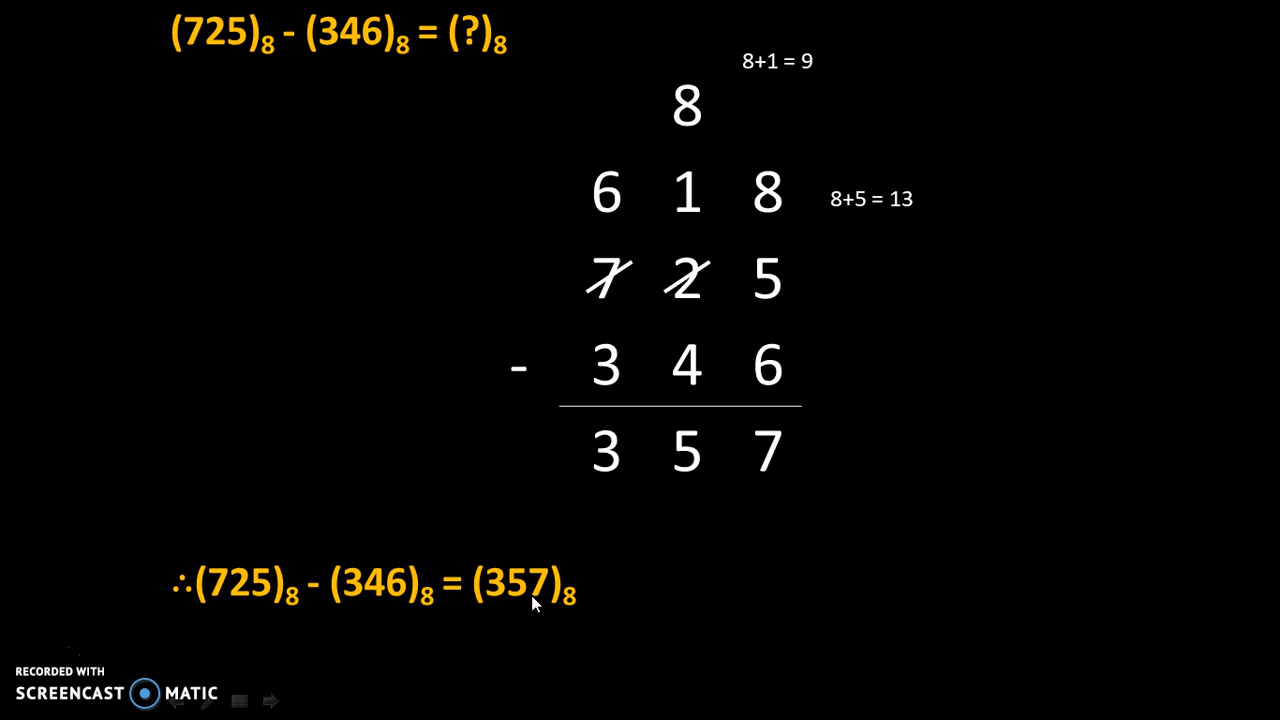 (725)₈ - (346)₈ = (?)₈
8+1 = 9
8
6 1 8
8+5 = 13
7 2 5
- 3 4 6
3 5 7
∴(725)₈ - (346)₈ = (357)₈
RECORDED WITH
SCREENCAST MATIC